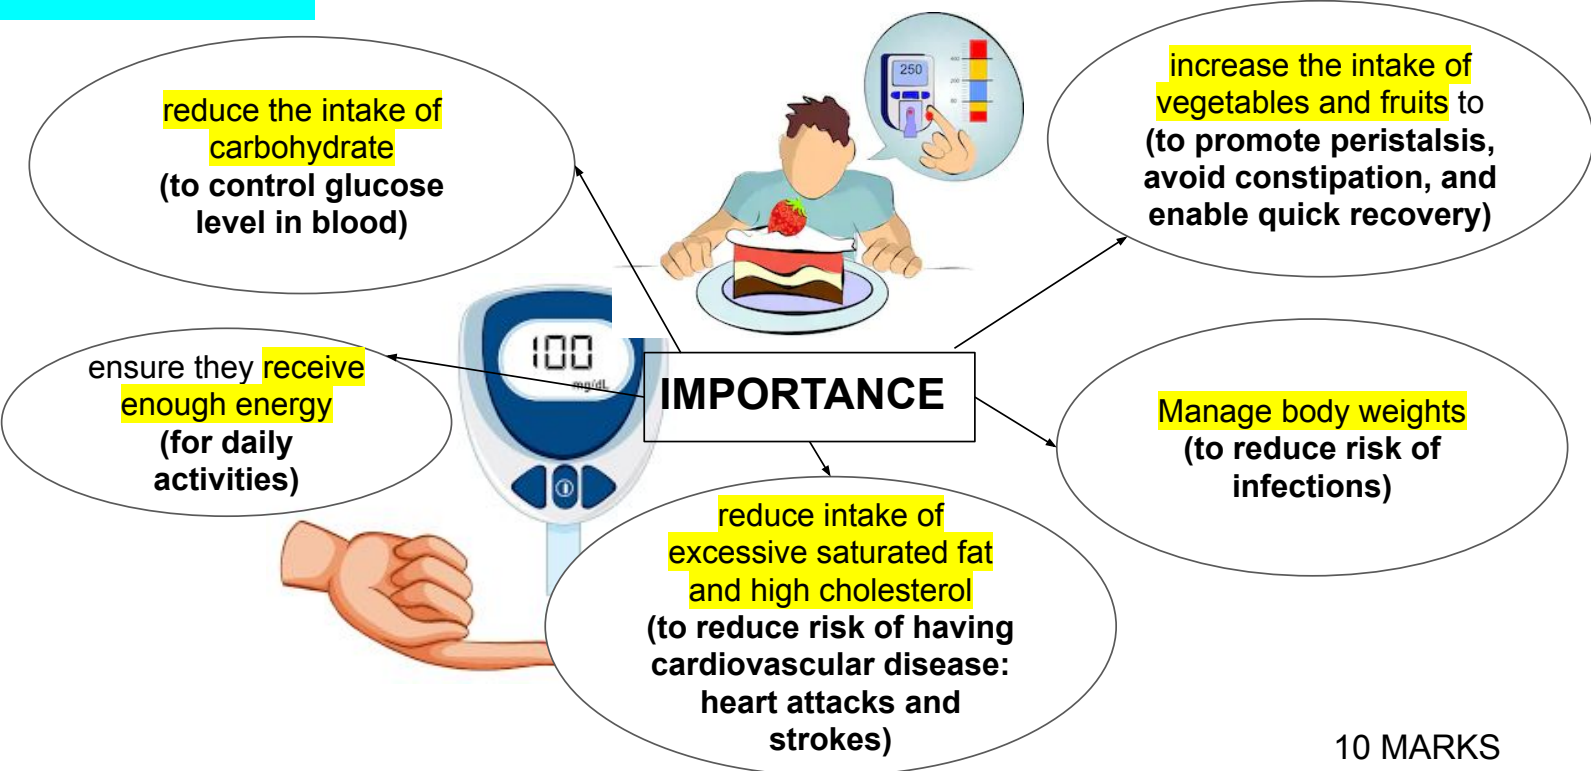 reduce the intake of
carbohydrate
(to control glucose
level in blood)
250
400
200
80
increase the intake of
vegetables and fruits to
(to promote peristalsis,
avoid constipation, and
enable quick recovery)
ensure they receive
enough energy
(for daily
activities)
100
mg/dL
IMPORTANCE
Manage body weights
(to reduce risk of
infections)
reduce intake of
excessive saturated fat
and high cholesterol
(to reduce risk of having
cardiovascular disease:
heart attacks and
strokes)
10 MARKS